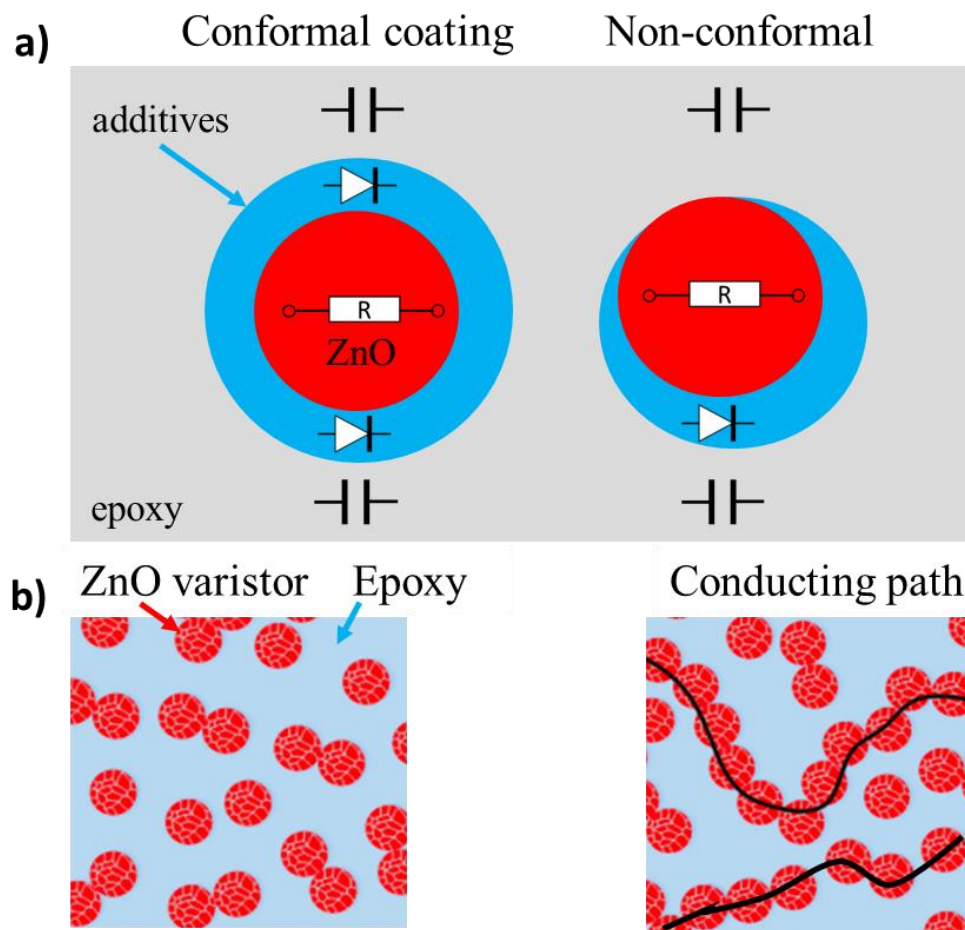 a)
Conformal coating
Non-conformal
additives
R
R
ZnO
epoxy
b)
ZnO varistor
Epoxy
Conducting path